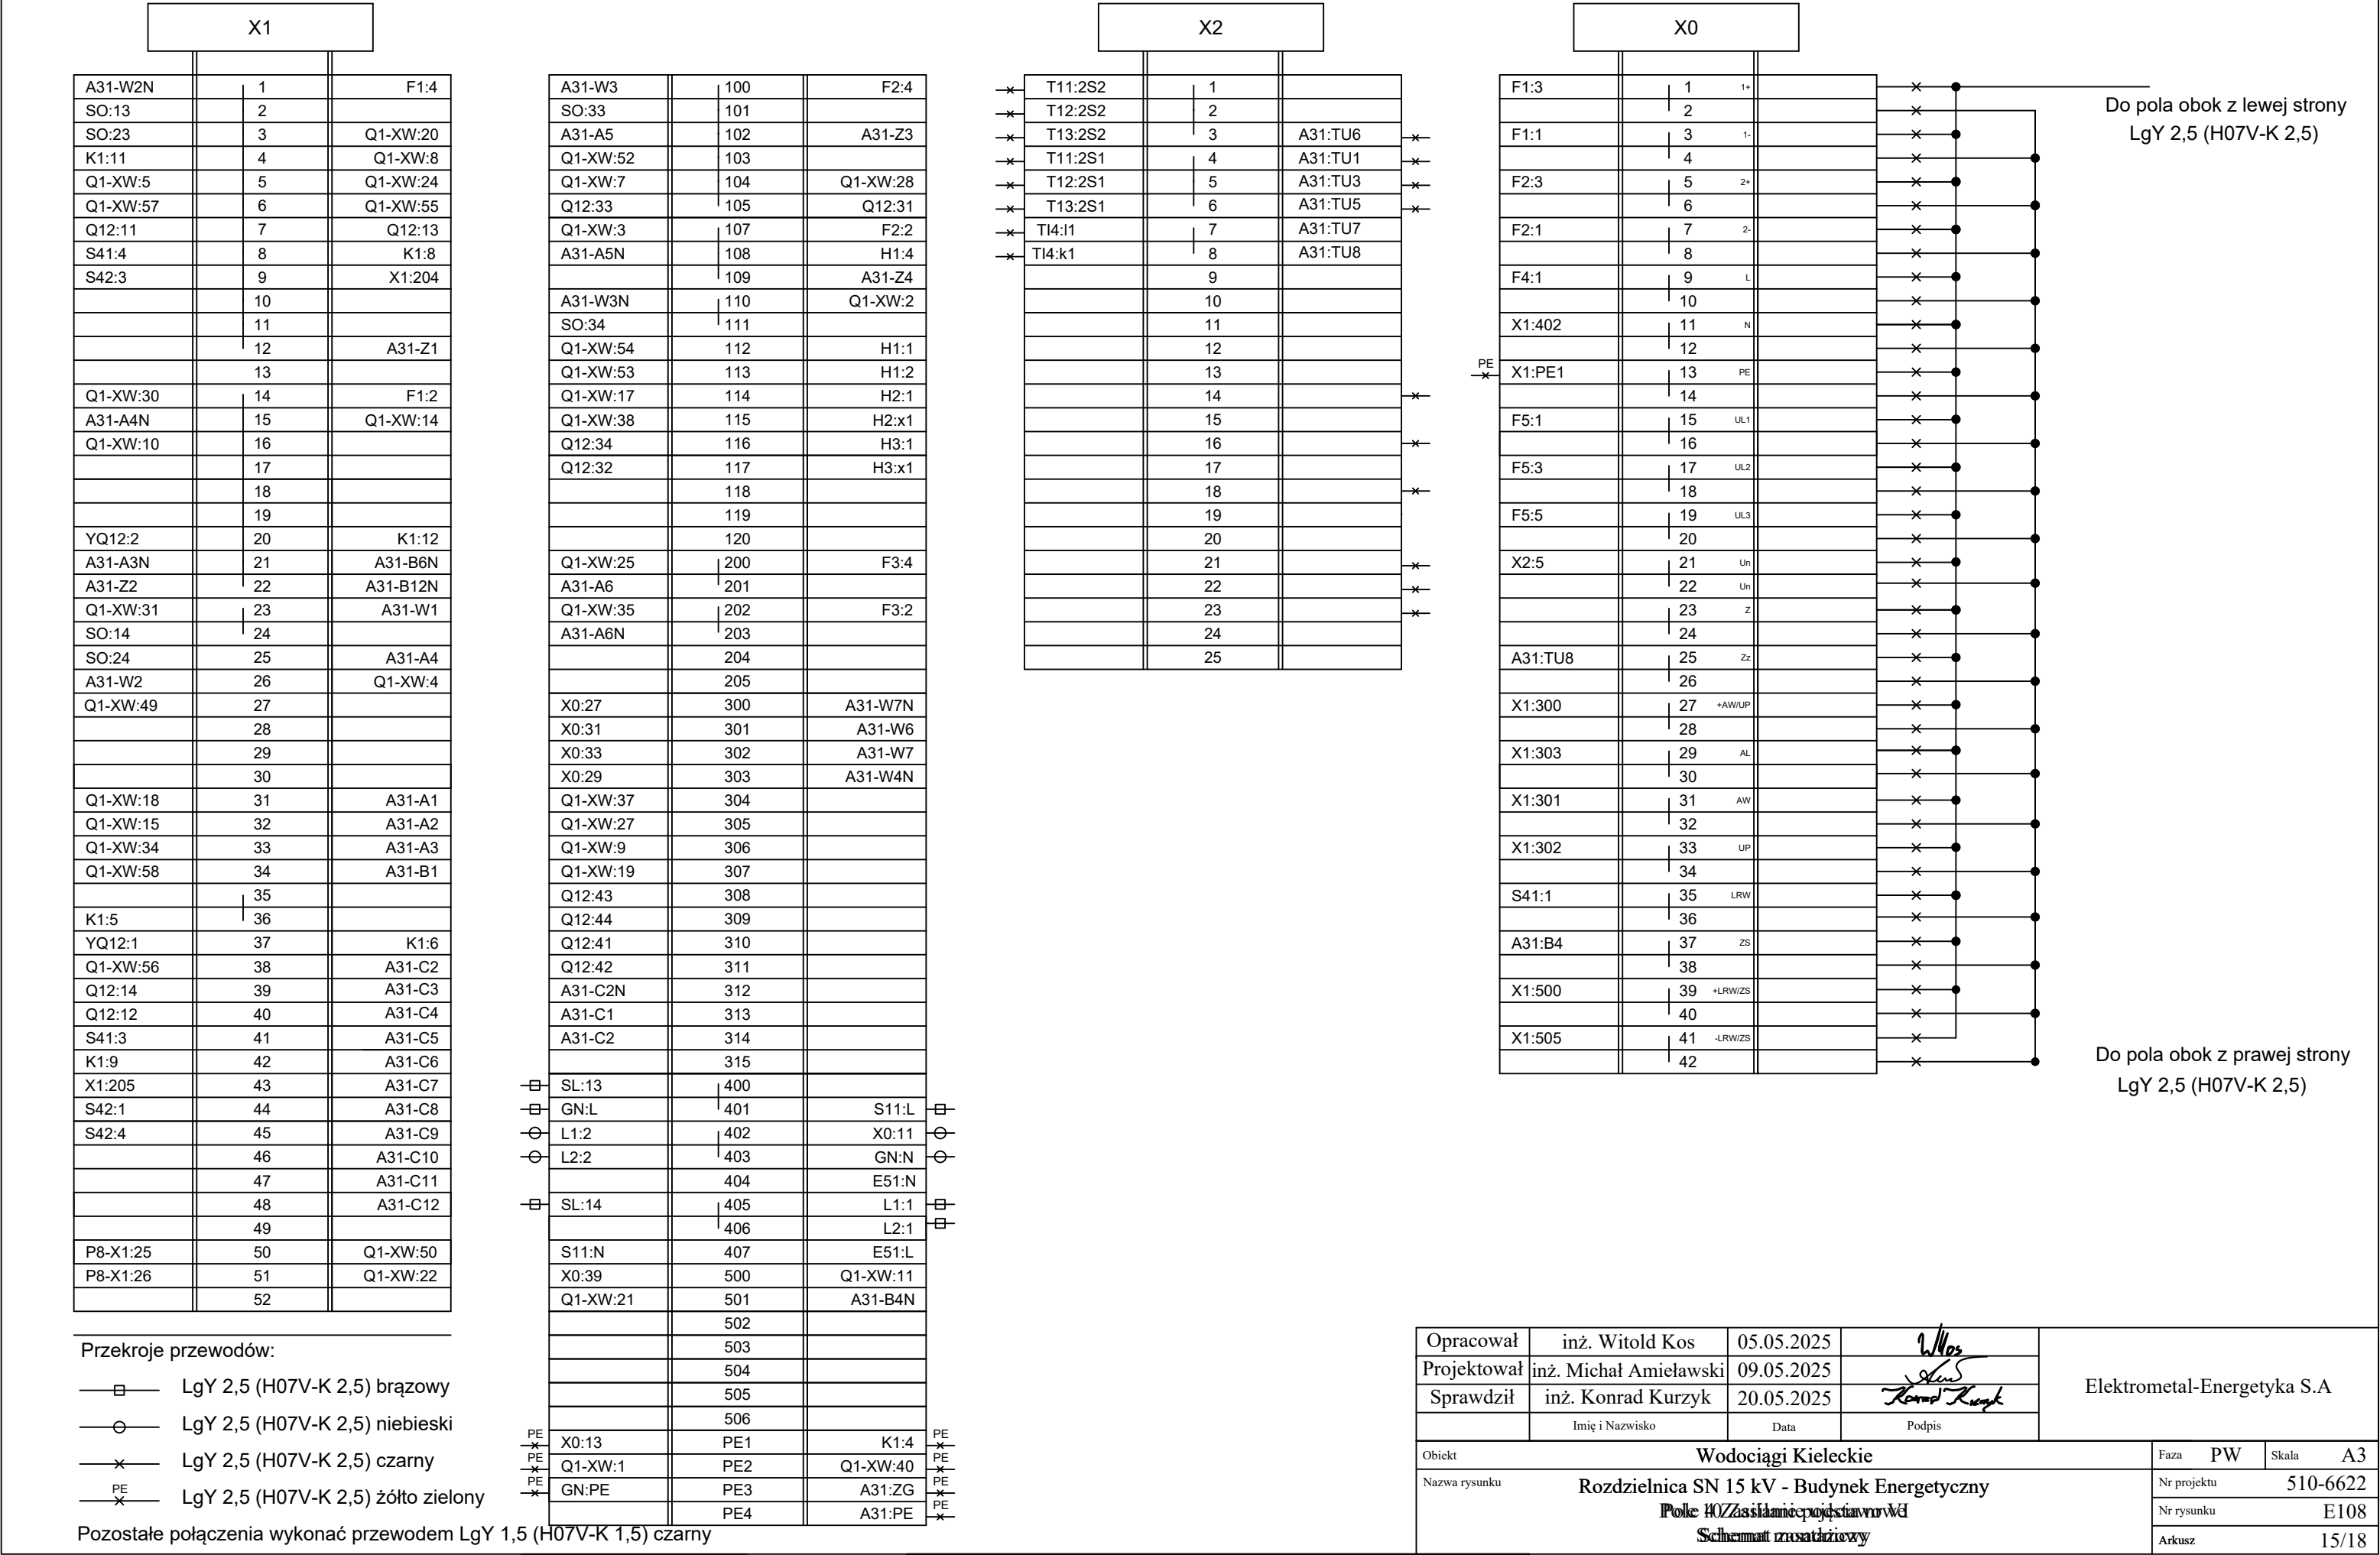 X1
A31-W2N 1 F1:4
SO:13 2
SO:23 3 Q1-XW:20
K1:11 4 Q1-XW:8
Q1-XW:5 5 Q1-XW:24
Q1-XW:57 6 Q1-XW:55
Q12:11 7 Q12:13
S41:4 8 K1:8
S42:3 9 X1:204
10
11
12 A31-Z1
13
Q1-XW:30 14 F1:2
A31-A4N 15 Q1-XW:14
Q1-XW:10 16
17
18
19
YQ12:2 20 K1:12
A31-A3N 21 A31-B6N
A31-Z2 22 A31-B12N
Q1-XW:31 23 A31-W1
SO:14 24
SO:24 25 A31-A4
A31-W2 26 Q1-XW:4
Q1-XW:49 27
28
29
30
Q1-XW:18 31 A31-A1
Q1-XW:15 32 A31-A2
Q1-XW:34 33 A31-A3
Q1-XW:58 34 A31-B1
35
K1:5 36
YQ12:1 37 K1:6
Q1-XW:56 38 A31-C2
Q12:14 39 A31-C3
Q12:12 40 A31-C4
S41:3 41 A31-C5
K1:9 42 A31-C6
X1:205 43 A31-C7
S42:1 44 A31-C8
S42:4 45 A31-C9
46 A31-C10
47 A31-C11
48 A31-C12
49
P8-X1:25 50 Q1-XW:50
P8-X1:26 51 Q1-XW:22
52
A31-W3 100 F2:4
SO:33 101
A31-A5 102 A31-Z3
Q1-XW:52 103
Q1-XW:7 104 Q1-XW:28
Q12:33 105 Q12:31
Q1-XW:3 107 F2:2
A31-A5N 108 H1:4
109 A31-Z4
A31-W3N 110 Q1-XW:2
SO:34 111
Q1-XW:54 112 H1:1
Q1-XW:53 113 H1:2
Q1-XW:17 114 H2:1
Q1-XW:38 115 H2:x1
Q12:34 116 H3:1
Q12:32 117 H3:x1
118
119
120
Q1-XW:25 200 F3:4
A31-A6 201
Q1-XW:35 202 F3:2
A31-A6N 203
204
205
X0:27 300 A31-W7N
X0:31 301 A31-W6
X0:33 302 A31-W7
X0:29 303 A31-W4N
Q1-XW:37 304
Q1-XW:27 305
Q1-XW:9 306
Q1-XW:19 307
Q12:43 308
Q12:44 309
Q12:41 310
Q12:42 311
A31-C2N 312
A31-C1 313
A31-C2 314
315
SL:13 400
GN:L 401 S11:L
L1:2 402 X0:11
L2:2 403 GN:N
404 E51:N
SL:14 405 L1:1
406 L2:1
S11:N 407 E51:L
X0:39 500 Q1-XW:11
Q1-XW:21 501 A31-B4N
502
503
504
505
506
PE X0:13 PE1 K1:4 PE
PE Q1-XW:1 PE2 Q1-XW:40 PE
PE GN:PE PE3 A31:ZG PE
PE4 A31:PE PE
X2
T11:2S2 1
T12:2S2 2
T13:2S2 3 A31:TU6
T11:2S1 4 A31:TU1
T12:2S1 5 A31:TU3
T13:2S1 6 A31:TU5
TI4:l1 7 A31:TU7
TI4:k1 8 A31:TU8
9
10
11
12
13
14
15
16
17
18
19
20
21
22
23
24
25
X0
F1:3 1 1+
2
F1:1 3 1-
4
F2:3 5 2+
6
F2:1 7 2-
8
F4:1 9 L
10
X1:402 11 N
12
PE X1:PE1 13 PE
14
F5:1 15 UL1
16
F5:3 17 UL2
18
F5:5 19 UL3
20
X2:5 21 Un
22 Un
23 Z
24
A31:TU8 25 Zz
26
X1:300 27 +AW/UP
28
X1:303 29 AL
30
X1:301 31 AW
32
X1:302 33 UP
34
S41:1 35 LRW
36
A31:B4 37 ZS
38
X1:500 39 +LRW/ZS
40
X1:505 41 -LRW/ZS
42
Do pola obok z lewej strony
LgY 2,5 (H07V-K 2,5)
Do pola obok z prawej strony
LgY 2,5 (H07V-K 2,5)
Przekroje przewodów:
LgY 2,5 (H07V-K 2,5) brązowy
LgY 2,5 (H07V-K 2,5) niebieski
LgY 2,5 (H07V-K 2,5) czarny
PE LgY 2,5 (H07V-K 2,5) żółto zielony
Pozostałe połączenia wykonać przewodem LgY 1,5 (H07V-K 1,5) czarny
Opracował inż. Witold Kos 05.05.2025
Projektował inż. Michał Amieławski 09.05.2025
Sprawdził inż. Konrad Kurzyk 20.05.2025
Imię i Nazwisko Data Podpis
Elektrometal-Energetyka S.A
Obiekt Wodociągi Kieleckie
Faza PW Skala A3
Nazwa rysunku Rozdzielnica SN 15 kV - Budynek Energetyczny
Nr projektu 510-6622
Nr rysunku E108
Arkusz 15/18